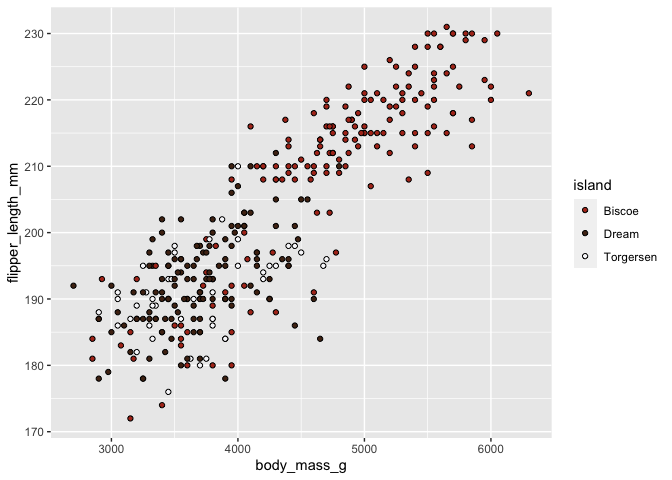 230
220
210
200
190
180
170
flipper_length_mm
3000
4000
5000
6000
body_mass_g
island
Biscoe
Dream
Torgersen